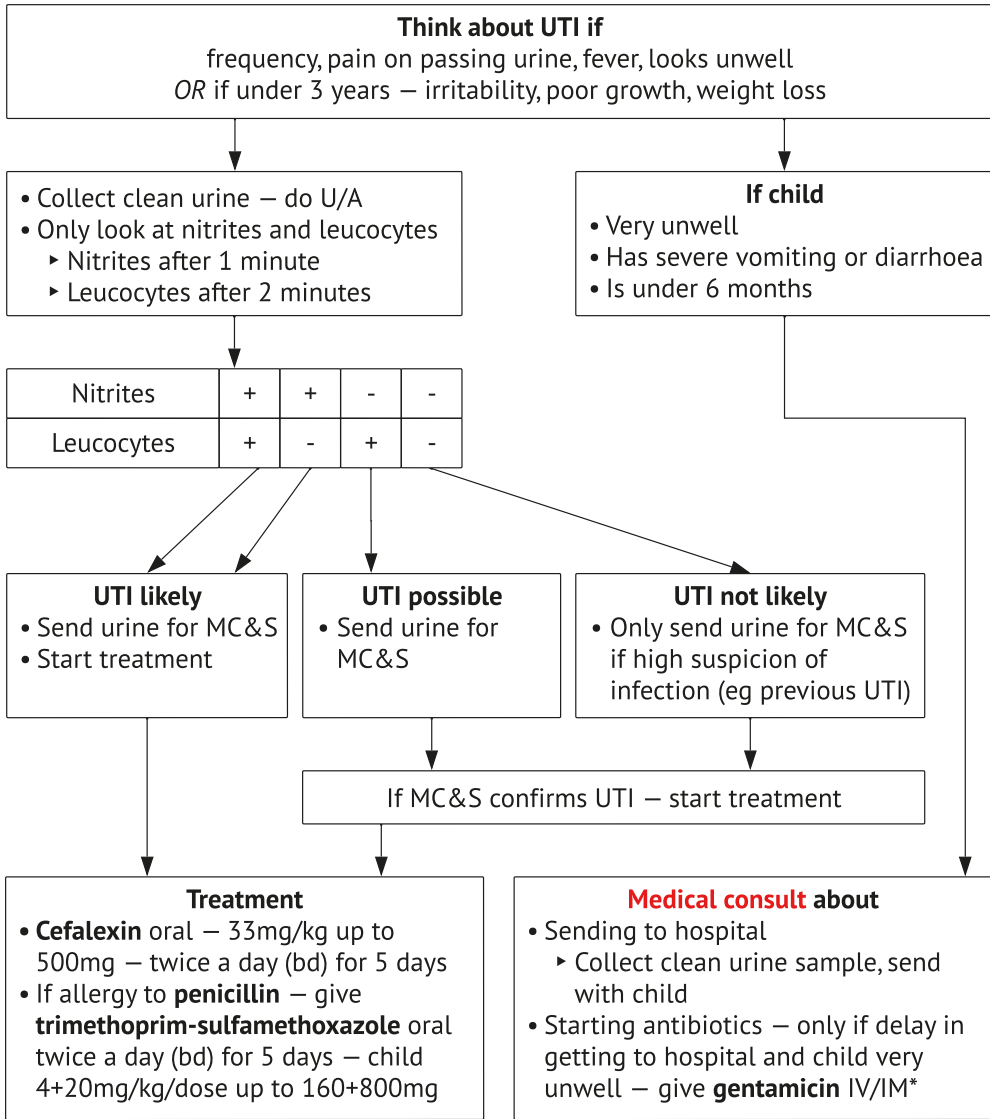 Think about UTI if
frequency, pain on passing urine, fever, looks unwell
OR if under 3 years — irritability, poor growth, weight loss
• Collect clean urine — do U/A
• Only look at nitrites and leucocytes
▸ Nitrites after 1 minute
▸ Leucocytes after 2 minutes
If child
• Very unwell
• Has severe vomiting or diarrhoea
• Is under 6 months
Nitrites + + - -
Leucocytes + - + -
UTI likely
• Send urine for MC&S
• Start treatment
UTI possible
• Send urine for
MC&S
UTI not likely
• Only send urine for MC&S
if high suspicion of
infection (eg previous UTI)
If MC&S confirms UTI — start treatment
Treatment
• Cefalexin oral — 33mg/kg up to
500mg — twice a day (bd) for 5 days
• If allergy to penicillin — give
trimethoprim-sulfamethoxazole oral
twice a day (bd) for 5 days — child
4+20mg/kg/dose up to 160+800mg
Medical consult about
• Sending to hospital
▸ Collect clean urine sample, send
with child
• Starting antibiotics — only if delay in
getting to hospital and child very
unwell — give gentamicin IV/IM*